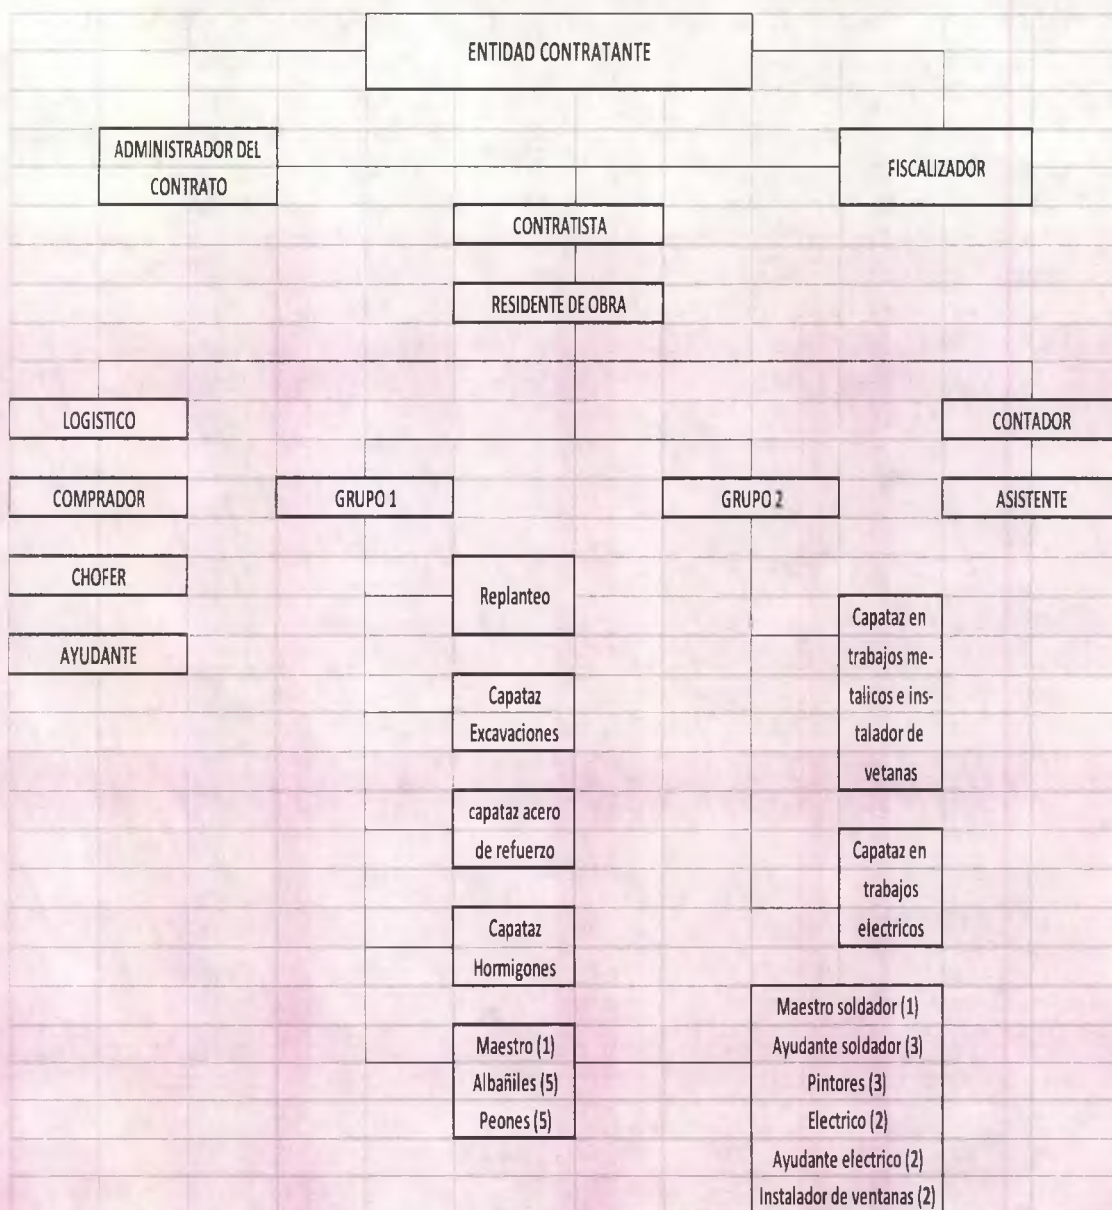 ENTIDAD CONTRATANTE
ADMINISTRADOR DEL
CONTRATO
FISCALIZADOR
CONTRATISTA
RESIDENTE DE OBRA
LOGISTICO
CONTADOR
COMPRADOR
GRUPO 1
GRUPO 2
ASISTENTE
CHOFER
AYUDANTE
Replanteo
Capataz
Excavaciones
capataz acero
de refuerzo
Capataz
Hormigones
Maestro (1)
Albañiles (5)
Peones (5)
Capataz en
trabajos me-
talicos e ins-
talador de
vetanas
Capataz en
trabajos
electricos
Maestro soldador (1)
Ayudante soldador (3)
Pintores (3)
Electrico (2)
Ayudante electrico (2)
Instalador de ventanas (2)